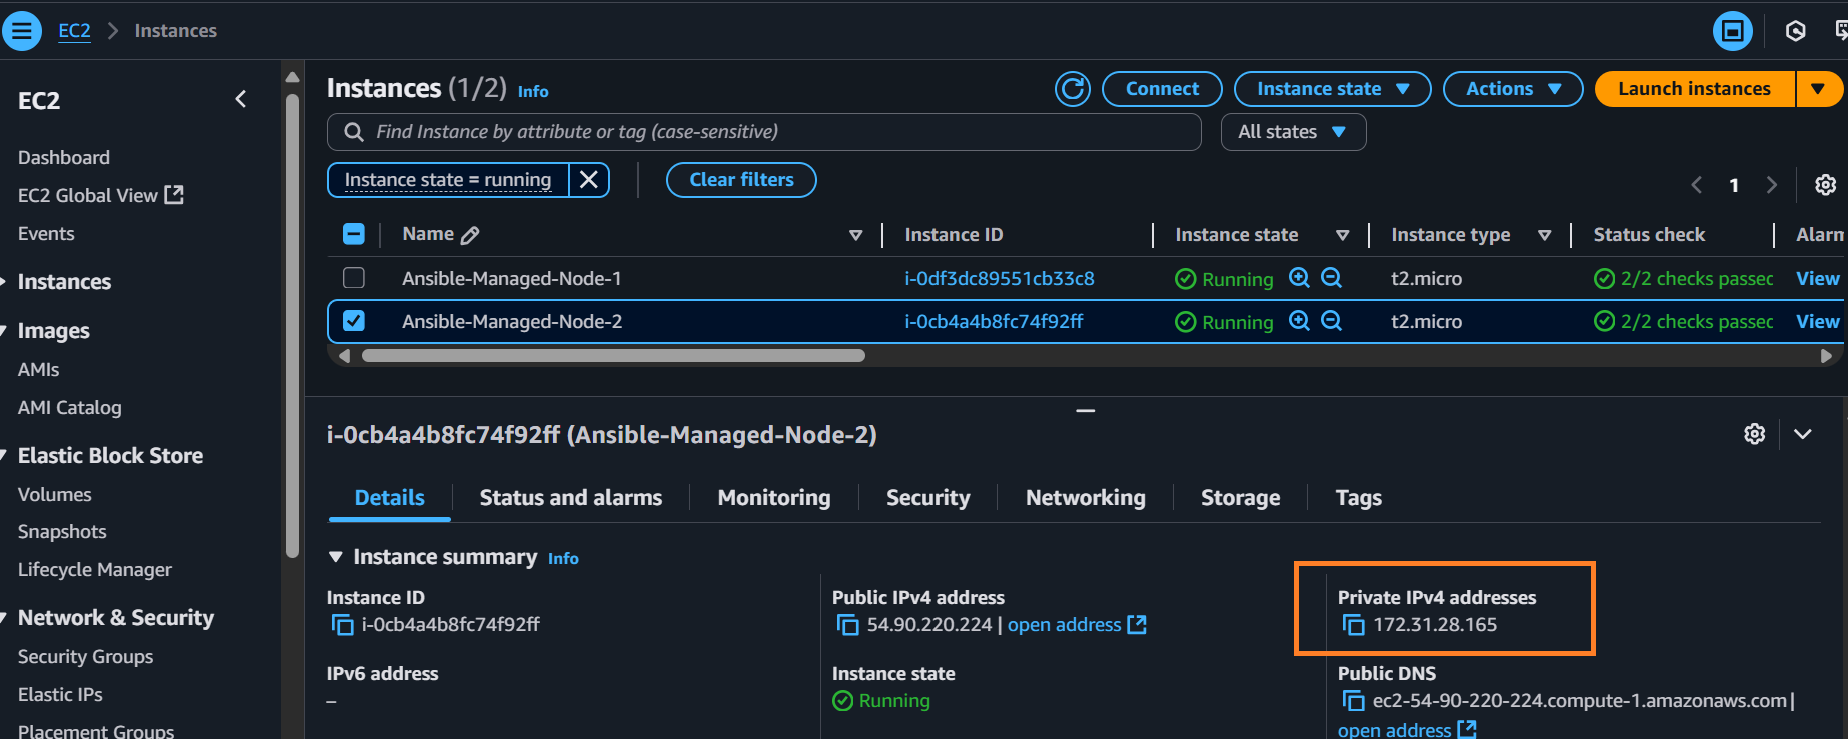 EC2 > Instances
EC2
Dashboard
EC2 Global View
Events
Instances
Images
AMIs
AMI Catalog
Elastic Block Store
Volumes
Snapshots
Lifecycle Manager
Network & Security
Security Groups
Elastic IPs
Placement Groups
Instances (1/2) Info
Connect
Instance state
Actions
Launch instances
Find Instance by attribute or tag (case-sensitive)
All states
Instance state = running
Clear filters
1
Name Instance ID Instance state Instance type Status check Alarm
Ansible-Managed-Node-1 i-0df3dc89551cb33c8 Running t2.micro 2/2 checks passed View
Ansible-Managed-Node-2 i-0cb4a4b8fc74f92ff Running t2.micro 2/2 checks passed View
i-0cb4a4b8fc74f92ff (Ansible-Managed-Node-2)
Details Status and alarms Monitoring Security Networking Storage Tags
Instance summary Info
Instance ID
i-0cb4a4b8fc74f92ff
Public IPv4 address
54.90.220.224 | open address
Private IPv4 addresses
172.31.28.165
IPv6 address
–
Instance state
Running
Public DNS
ec2-54-90-220-224.compute-1.amazonaws.com |
open address